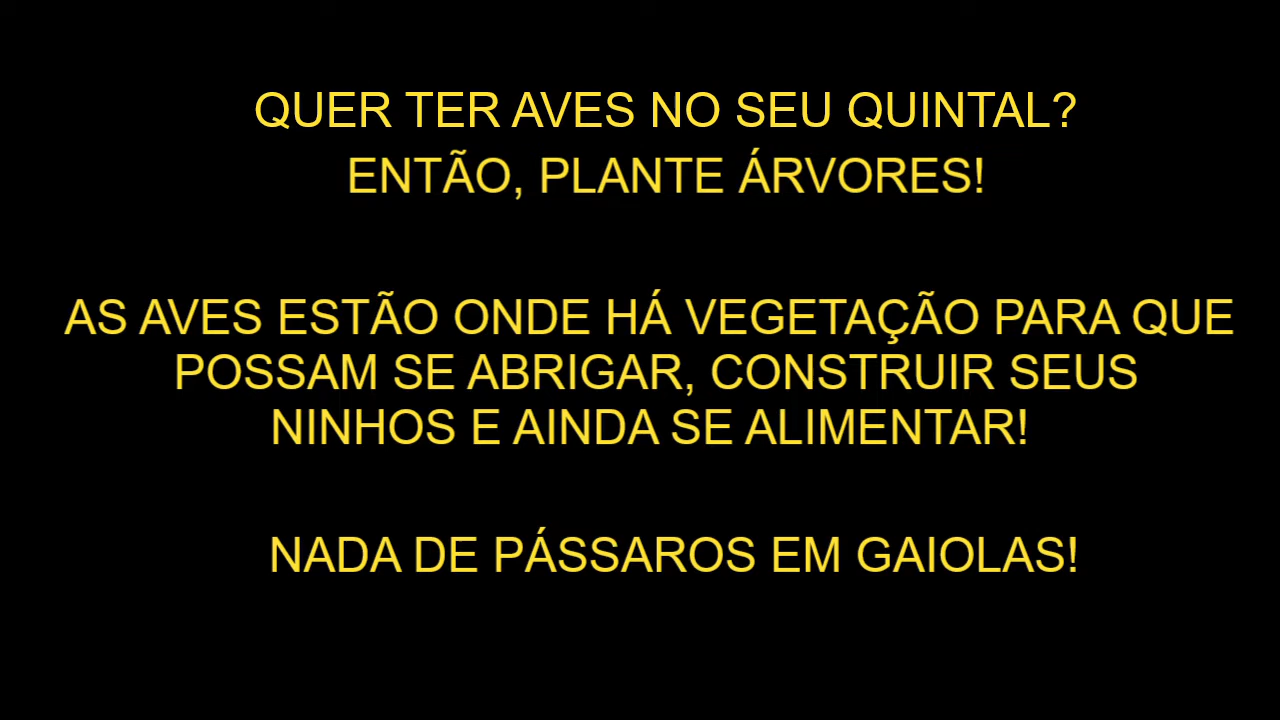 QUER TER AVES NO SEU QUINTAL?
ENTÃO, PLANTE ÁRVORES!
AS AVES ESTÃO ONDE HÁ VEGETAÇÃO PARA QUE
POSSAM SE ABRIGAR, CONSTRUIR SEUS
NINHOS E AINDA SE ALIMENTAR!
NADA DE PÁSSAROS EM GAIOLAS!